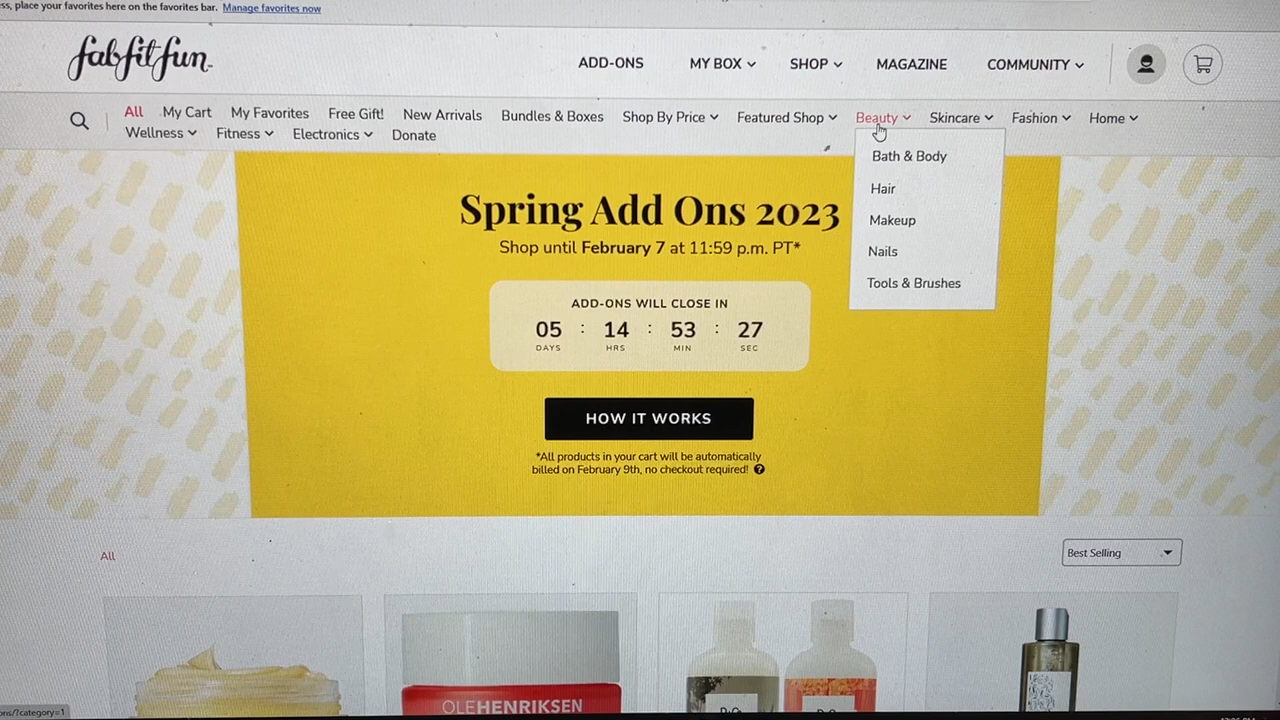 ss, place your favorites here on the favorites bar. Manage favorites now
fabfitfun
ADD-ONS MY BOX SHOP MAGAZINE COMMUNITY
All My Cart My Favorites Free Gift! New Arrivals Bundles & Boxes Shop By Price Featured Shop Beauty Skincare Fashion Home
Wellness Fitness Electronics Donate
Bath & Body
Hair
Makeup
Nails
Tools & Brushes
Spring Add Ons 2023
Shop until February 7 at 11:59 p.m. PT*
ADD-ONS WILL CLOSE IN
05 : 14 : 53 : 27
DAYS HRS MIN SEC
HOW IT WORKS
*All products in your cart will be automatically
billed on February 9th, no checkout required! ?
All
Best Selling
OLEHENRIKSEN
ons/?category=1